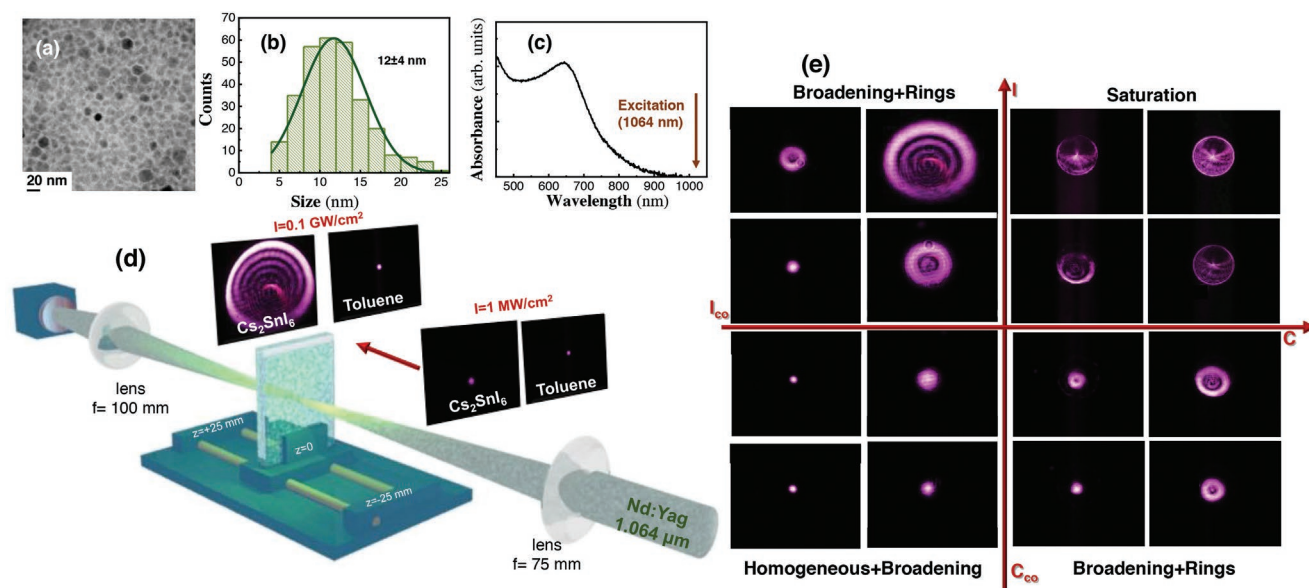 (a)
20 nm
(b)
12±4 nm
Counts
70
60
50
40
30
20
10
0
0 5 10 15 20 25
Size (nm)
(c)
Absorbance (arb. units)
Excitation
(1064 nm)
500 600 700 800 900 1000
Wavelength (nm)
(d)
I=0.1 GW/cm²
Cs₂SnI₆
Toluene
I=1 MW/cm²
Cs₂SnI₆
Toluene
lens
f= 100 mm
z=+25 mm
z=0
z=-25 mm
Nd:Yag
1.064 µm
lens
f= 75 mm
(e)
Broadening+Rings
I
Saturation
I_co
C
Homogeneous+Broadening
C_co
Broadening+Rings